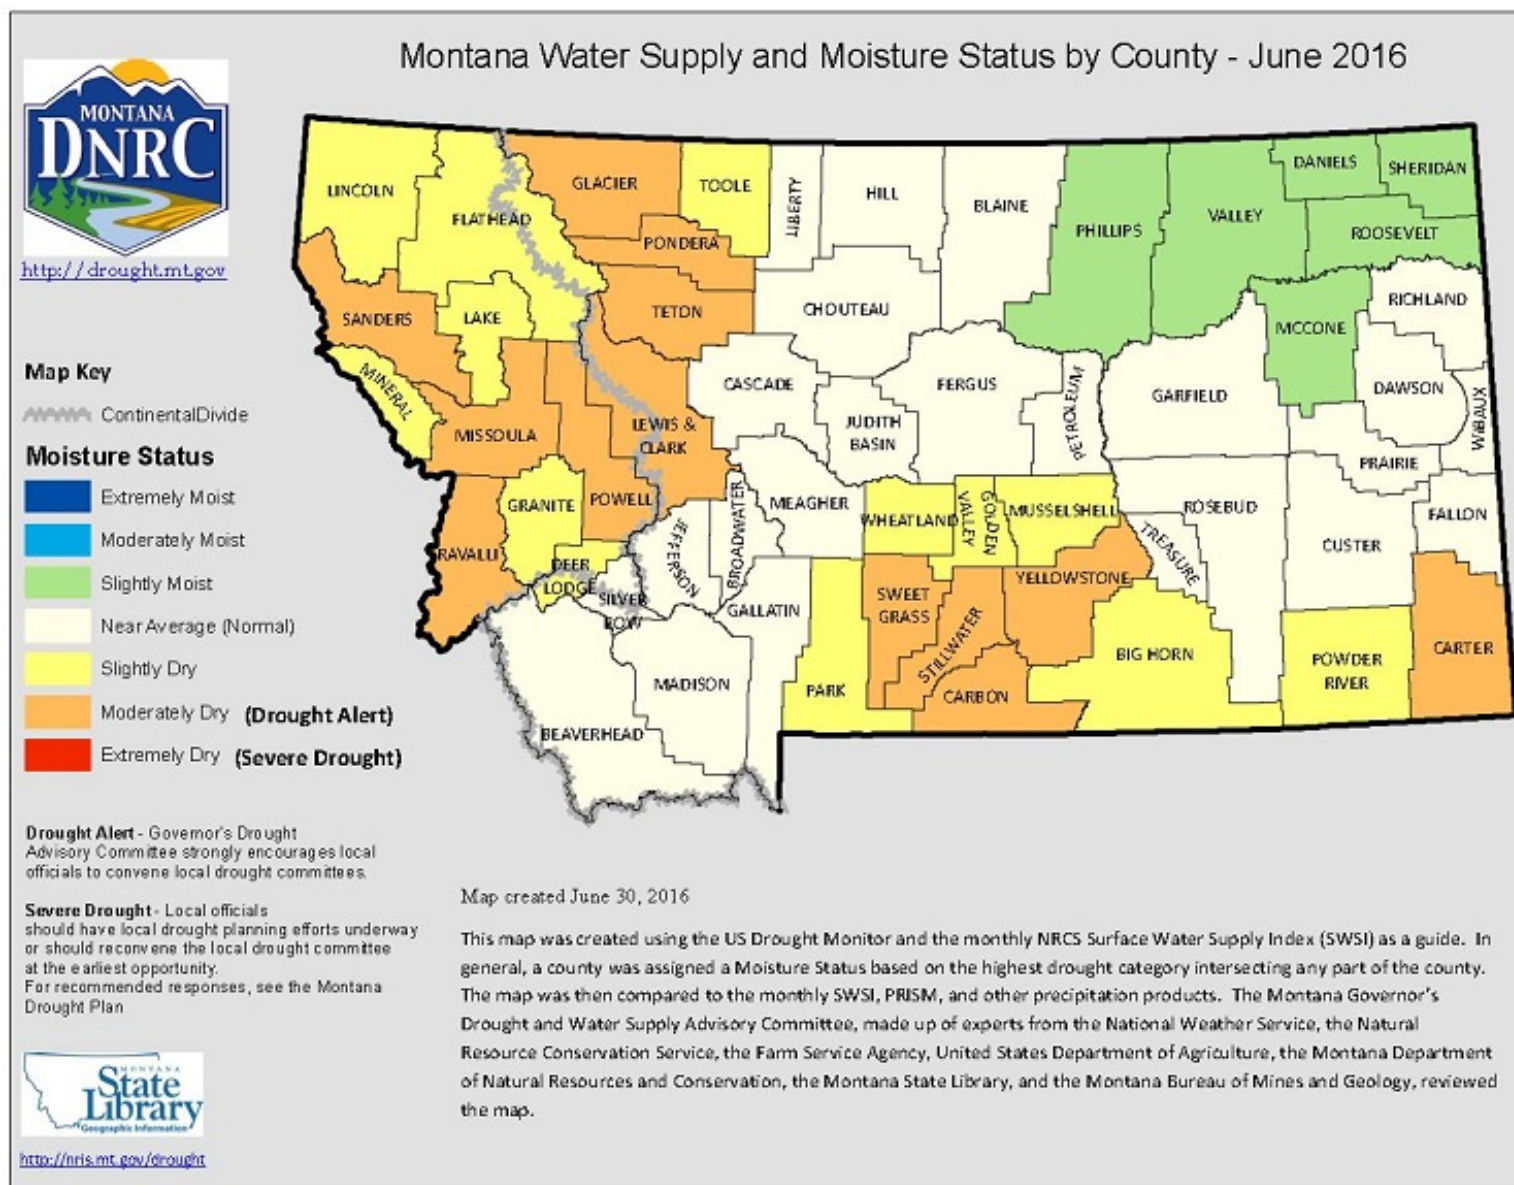 Montana Water Supply and Moisture Status by County - June 2016
MONTANA
DNRC
http://drought.mt.gov
LINCOLN
FLATHEAD
GLACIER
TOOLE
LIBERTY
HILL
BLAINE
PHILLIPS
VALLEY
DANIELS
SHERIDAN
ROOSEVELT
PONDERA
SANDERS
LAKE
TETON
CHOUTEAU
MCCONE
RICHLAND
MINERAL
MISSOULA
LEWIS &
CLARK
CASCADE
JUDITH
BASIN
FERGUS
PETROLEUM
GARFIELD
DAWSON
WIBAUX
PRAIRIE
RAVALLI
GRANITE
POWELL
DEER
LODGE
SILVER
BOW
JEFFERSON
BROADWATER
MEAGHER
WHEATLAND
GOLDEN
VALLEY
MUSSELSHELL
TREASURE
ROSEBUD
CUSTER
FALLON
GALLATIN
SWEET
GRASS
STILLWATER
YELLOWSTONE
BEAVERHEAD
MADISON
PARK
CARBON
BIG HORN
POWDER
RIVER
CARTER
Map Key
ContinentalDivide
Moisture Status
Extremely Moist
Moderately Moist
Slightly Moist
Near Average (Normal)
Slightly Dry
Moderately Dry (Drought Alert)
Extremely Dry (Severe Drought)
Drought Alert - Governor's Drought
Advisory Committee strongly encourages local
officials to convene local drought committees.
Severe Drought - Local officials
should have local drought planning efforts underway
or should reconvene the local drought committee
at the earliest opportunity.
For recommended responses, see the Montana
Drought Plan
MONTANA
State
Library
Geographic Information
http://nris.mt.gov/drought
Map created June 30, 2016
This map was created using the US Drought Monitor and the monthly NRCS Surface Water Supply Index (SWSI) as a guide. In
general, a county was assigned a Moisture Status based on the highest drought category intersecting any part of the county.
The map was then compared to the monthly SWSI, PRISM, and other precipitation products. The Montana Governor's
Drought and Water Supply Advisory Committee, made up of experts from the National Weather Service, the Natural
Resource Conservation Service, the Farm Service Agency, United States Department of Agriculture, the Montana Department
of Natural Resources and Conservation, the Montana State Library, and the Montana Bureau of Mines and Geology, reviewed
the map.